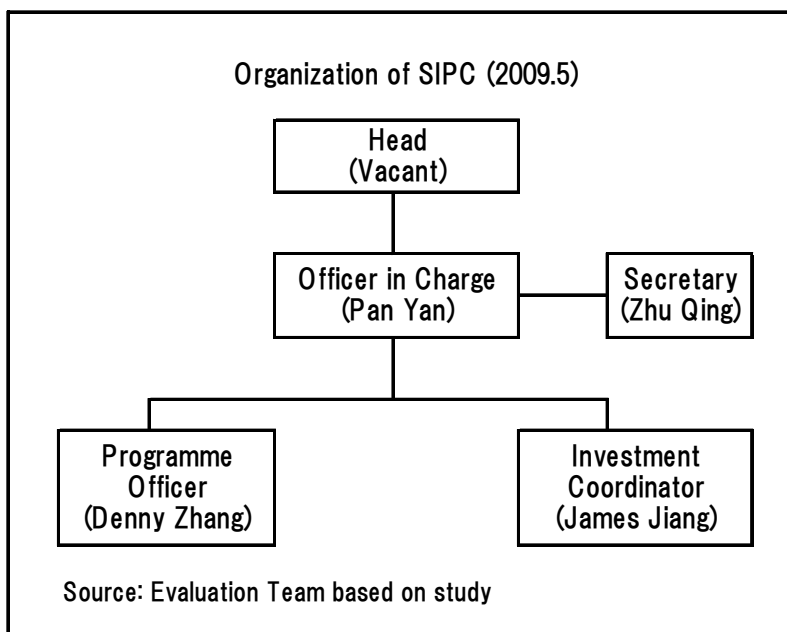 Organization of SIPC (2009.5)
Head
(Vacant)
Officer in Charge
(Pan Yan)
Secretary
(Zhu Qing)
Programme
Officer
(Denny Zhang)
Investment
Coordinator
(James Jiang)
Source: Evaluation Team based on study